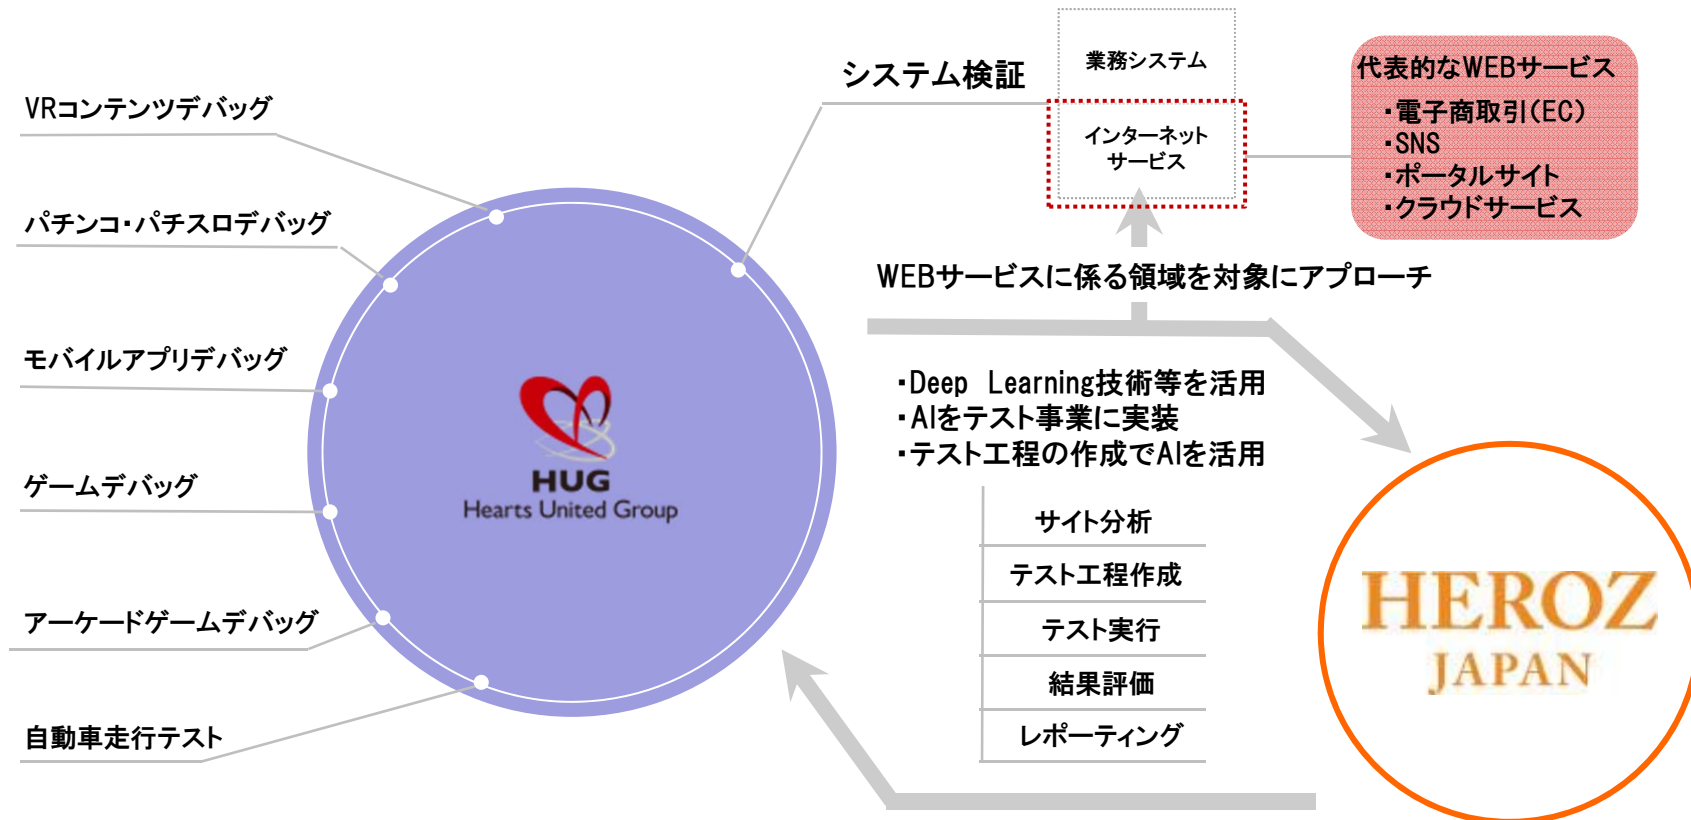 VRコンテンツデバッグ
パチンコ・パチスロデバッグ
モバイルアプリデバッグ
ゲームデバッグ
アーケードゲームデバッグ
自動車走行テスト
HUG
Hearts United Group
システム検証
業務システム
インターネット
サービス
代表的なWEBサービス
・電子商取引(EC)
・SNS
・ポータルサイト
・クラウドサービス
WEBサービスに係る領域を対象にアプローチ
・Deep Learning技術等を活用
・AIをテスト事業に実装
・テスト工程の作成でAIを活用
サイト分析
テスト工程作成
テスト実行
結果評価
レポーティング
HEROZ
JAPAN